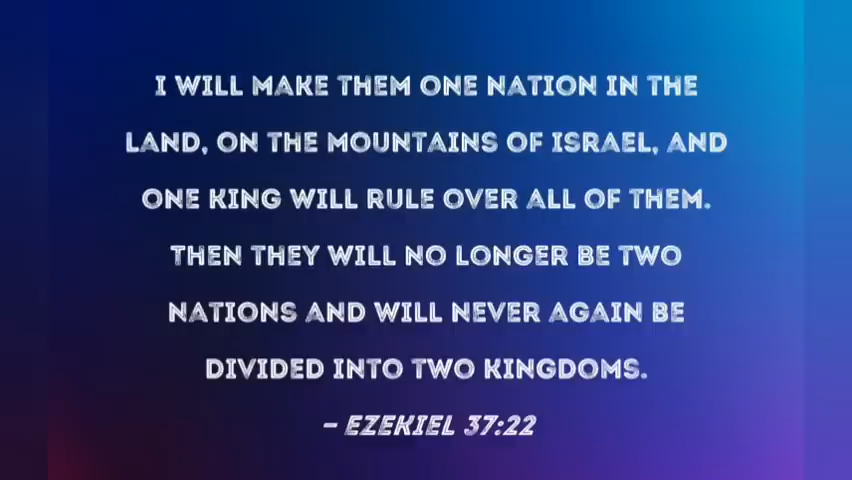 I WILL MAKE THEM ONE NATION IN THE
LAND, ON THE MOUNTAINS OF ISRAEL, AND
ONE KING WILL RULE OVER ALL OF THEM.
THEN THEY WILL NO LONGER BE TWO
NATIONS AND WILL NEVER AGAIN BE
DIVIDED INTO TWO KINGDOMS.
– EZEKIEL 37:22